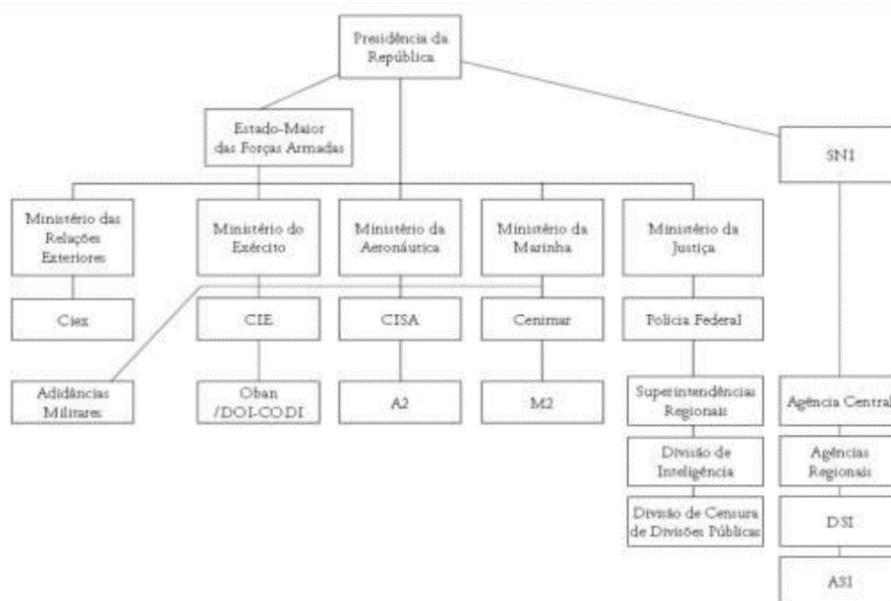 Presidência da
República
Estado-Maior
das Forças Armadas
SNI
Ministério das
Relações
Exteriores
Ministério do
Exército
Ministério da
Aeronáutica
Ministério da
Marinha
Ministério da
Justiça
Ciex
CIE
CISA
Cenimar
Polícia Federal
Adidâncias
Militares
Oban
/DOI-CODI
A2
M2
Superintendências
Regionais
Agência Central
Divisão de
Inteligência
Agências
Regionais
Divisão de Censura
de Divisões Públicas
DSI
ASI